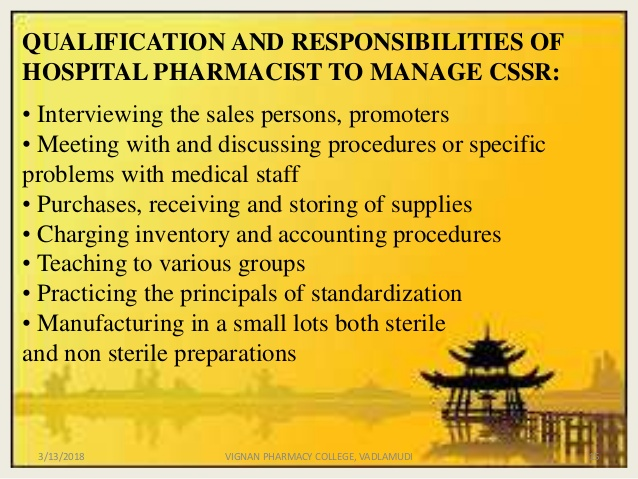 QUALIFICATION AND RESPONSIBILITIES OF
HOSPITAL PHARMACIST TO MANAGE CSSR:
• Interviewing the sales persons, promoters
• Meeting with and discussing procedures or specific
problems with medical staff
• Purchases, receiving and storing of supplies
• Charging inventory and accounting procedures
• Teaching to various groups
• Practicing the principals of standardization
• Manufacturing in a small lots both sterile
and non sterile preparations
3/13/2018 VIGNAN PHARMACY COLLEGE, VADLAMUDI